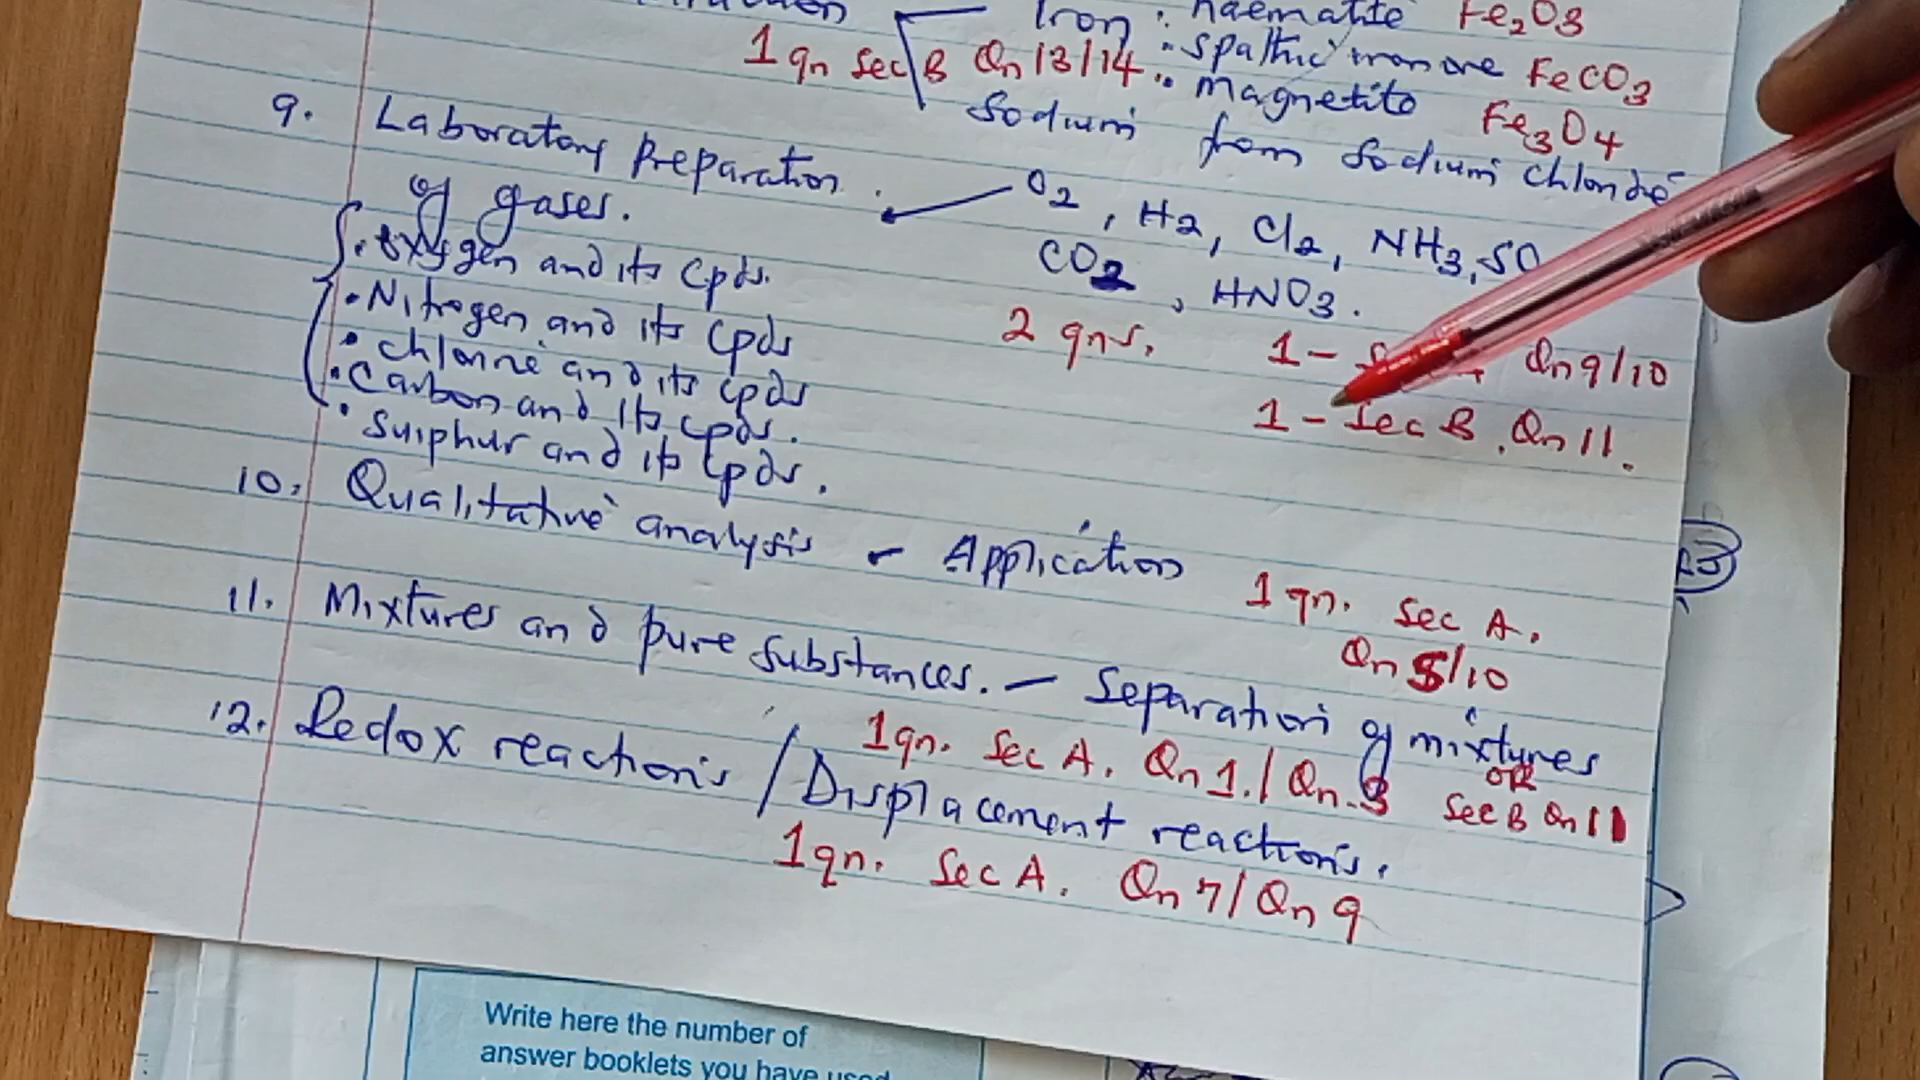 Iron : haematite Fe2O3
1 qn Sec B Qn 13/14 : spathic iron ore FeCO3
: magnetite Fe3O4
Sodium from Sodium chloride
9. Laboratory Preparation
of gases.
O2, H2, Cl2, NH3, SO
CO2, HNO3.
• Oxygen and its cpds.
• Nitrogen and its cpds
• Chlorine and its cpds
• Carbon and its cpds.
• Sulphur and its cpds.
2 qns. 1- Qn 9/10
1 - Sec B. Qn 11.
10. Qualitative analysis - Application
1 qn. Sec A.
Qn 5/10
11. Mixtures and pure substances. - Separation of mixtures
1 qn. Sec A. Qn 1./Qn.3 OR Sec B Qn 11
12. Redox reactions / Displacement reactions.
1 qn. Sec A. Qn 7/Qn 9
Write here the number of
answer booklets you have used